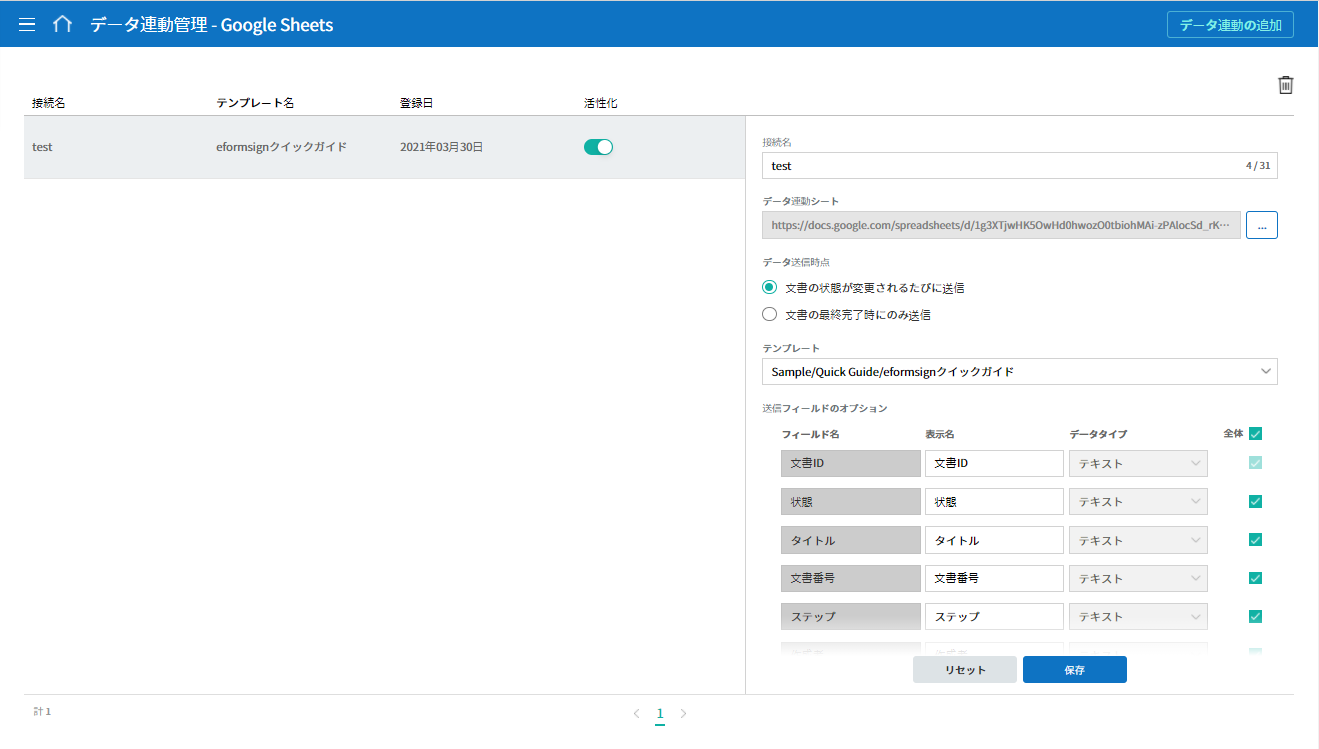 データ連動管理 - Google Sheets
データ連動の追加
接続名 テンプレート名 登録日 活性化
test eformsignクイックガイド 2021年03月30日
接続名
test 4 / 31
データ連動シート
https://docs.google.com/spreadsheets/d/1g3XTjwHK5OwHd0hwozO0tbiohMAi-zPAlocSd_rK··· ...
データ送信時点
文書の状態が変更されるたびに送信
文書の最終完了時にのみ送信
テンプレート
Sample/Quick Guide/eformsignクイックガイド
送信フィールドのオプション
フィールド名 表示名 データタイプ 全体
文書ID 文書ID テキスト
状態 状態 テキスト
タイトル タイトル テキスト
文書番号 文書番号 テキスト
ステップ ステップ テキスト
リセット 保存
計 1 1